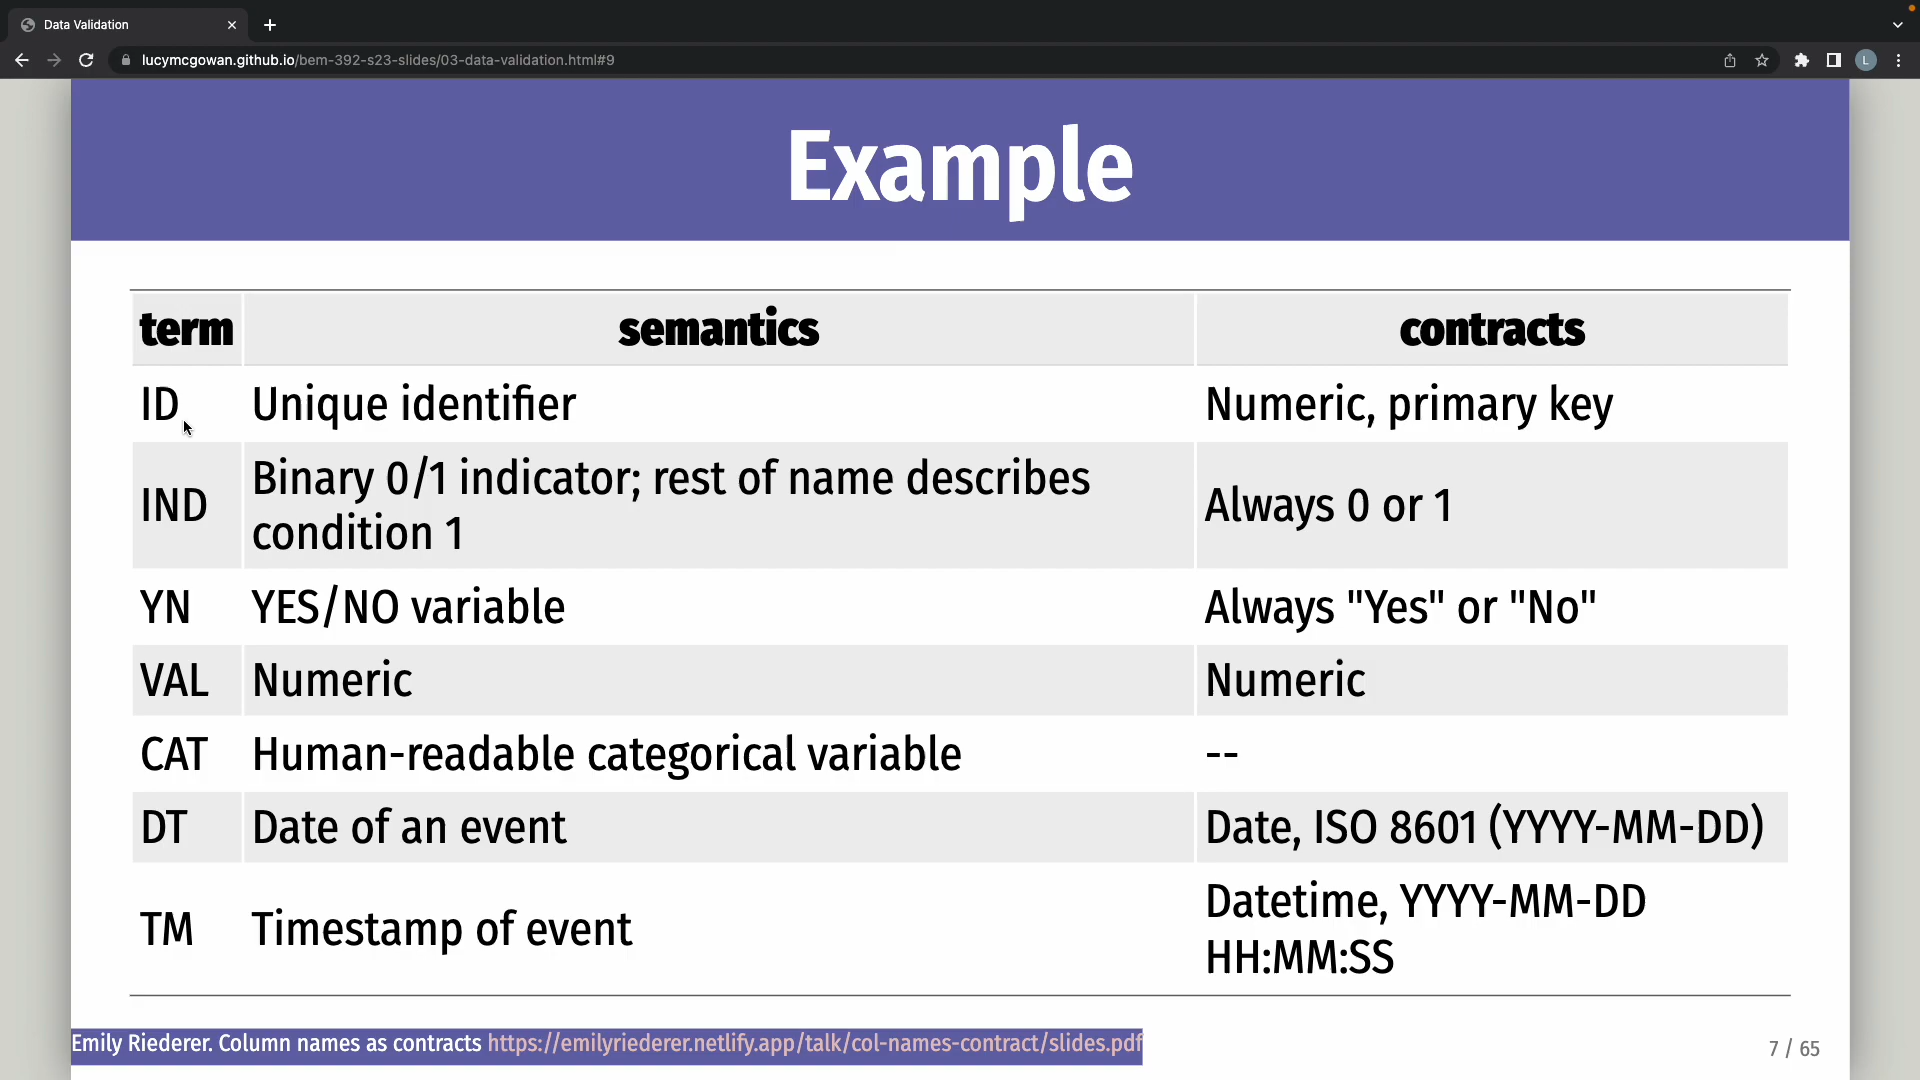 Data Validation
lucymcgowan.github.io/bem-392-s23-slides/03-data-validation.html#9
L
Example
term semantics contracts
ID Unique identifier Numeric, primary key
IND Binary 0/1 indicator; rest of name describes condition 1 Always 0 or 1
YN YES/NO variable Always "Yes" or "No"
VAL Numeric Numeric
CAT Human-readable categorical variable --
DT Date of an event Date, ISO 8601 (YYYY-MM-DD)
TM Timestamp of event Datetime, YYYY-MM-DD HH:MM:SS
Emily Riederer. Column names as contracts https://emilyriederer.netlify.app/talk/col-names-contract/slides.pdf
7 / 65